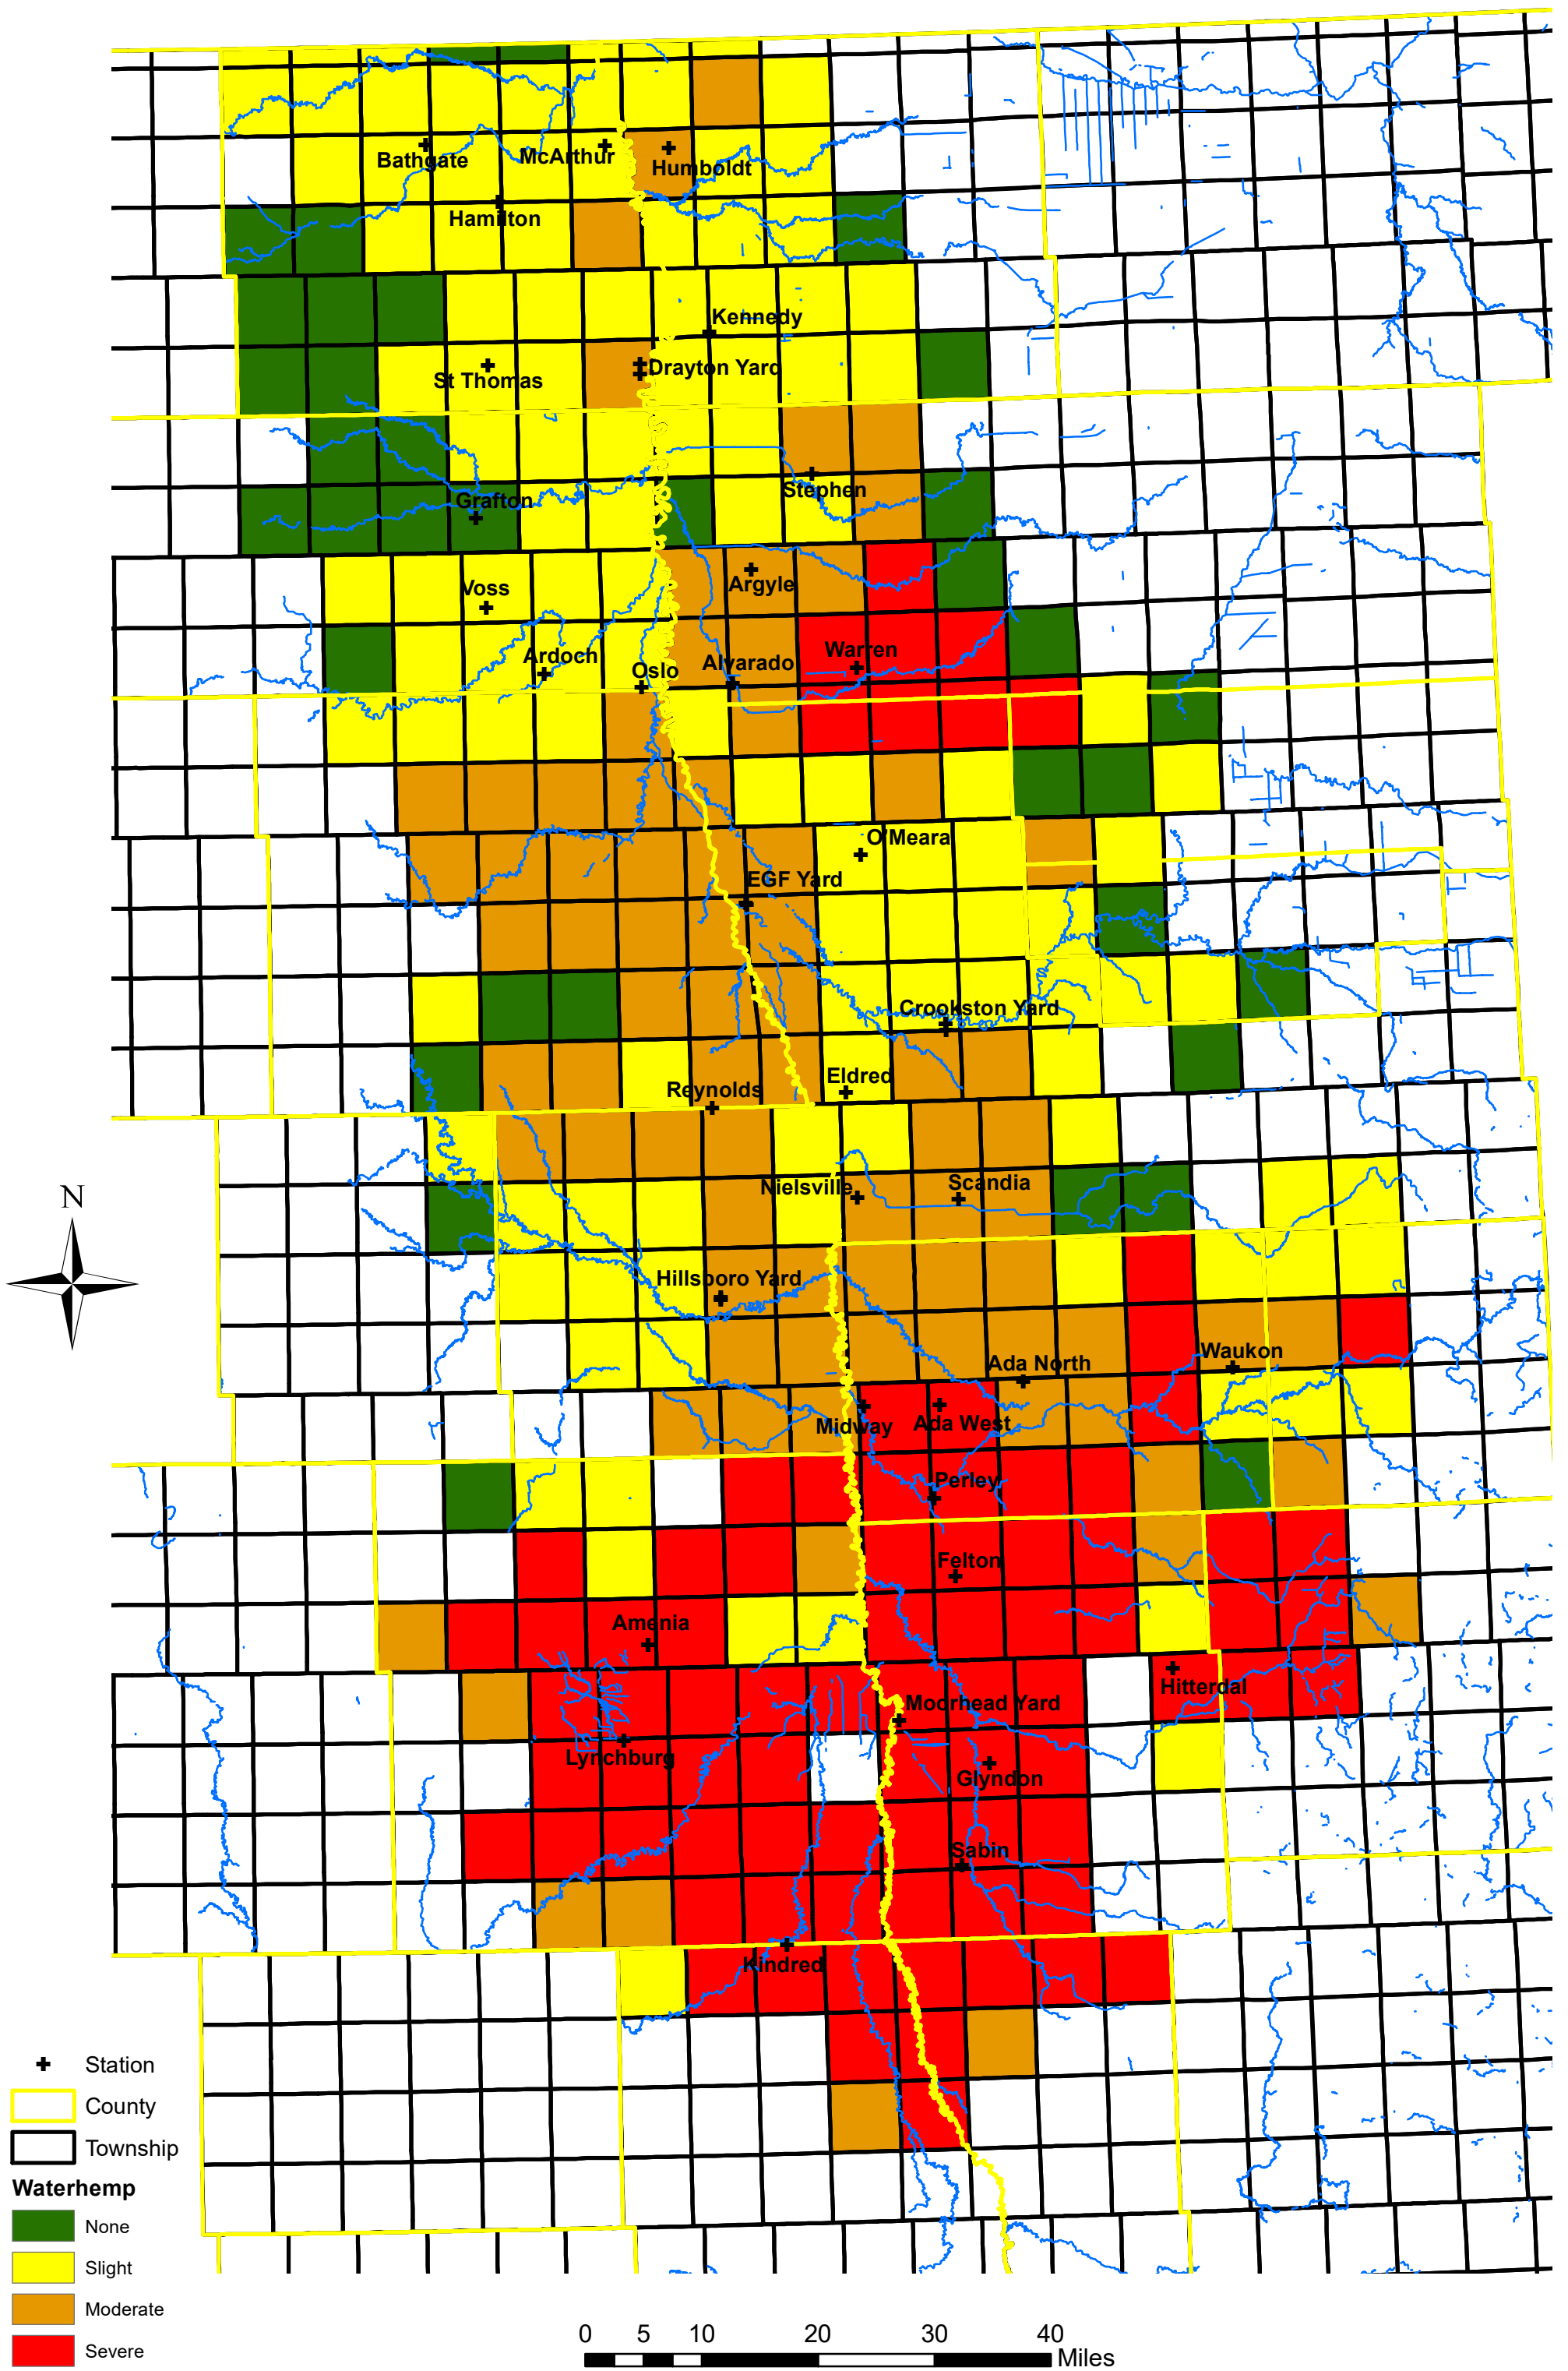 Bathgate
McArthur
Humboldt
Hamilton
Kennedy
St Thomas
Drayton Yard
Stephen
Grafton
Argyle
Voss
Ardoch
Oslo
Alvarado
Warren
O'Meara
EGF Yard
Crookston Yard
Reynolds
Eldred
Nielsville
Scandia
N
Hillsboro Yard
Waukon
Ada North
Midway
Ada West
Perley
Felton
Amenia
Hitterdal
Moorhead Yard
Lynchburg
Glyndon
Sabin
Kindred
Station
County
Township
Waterhemp
None
Slight
Moderate
Severe
0 5 10 20 30 40
Miles